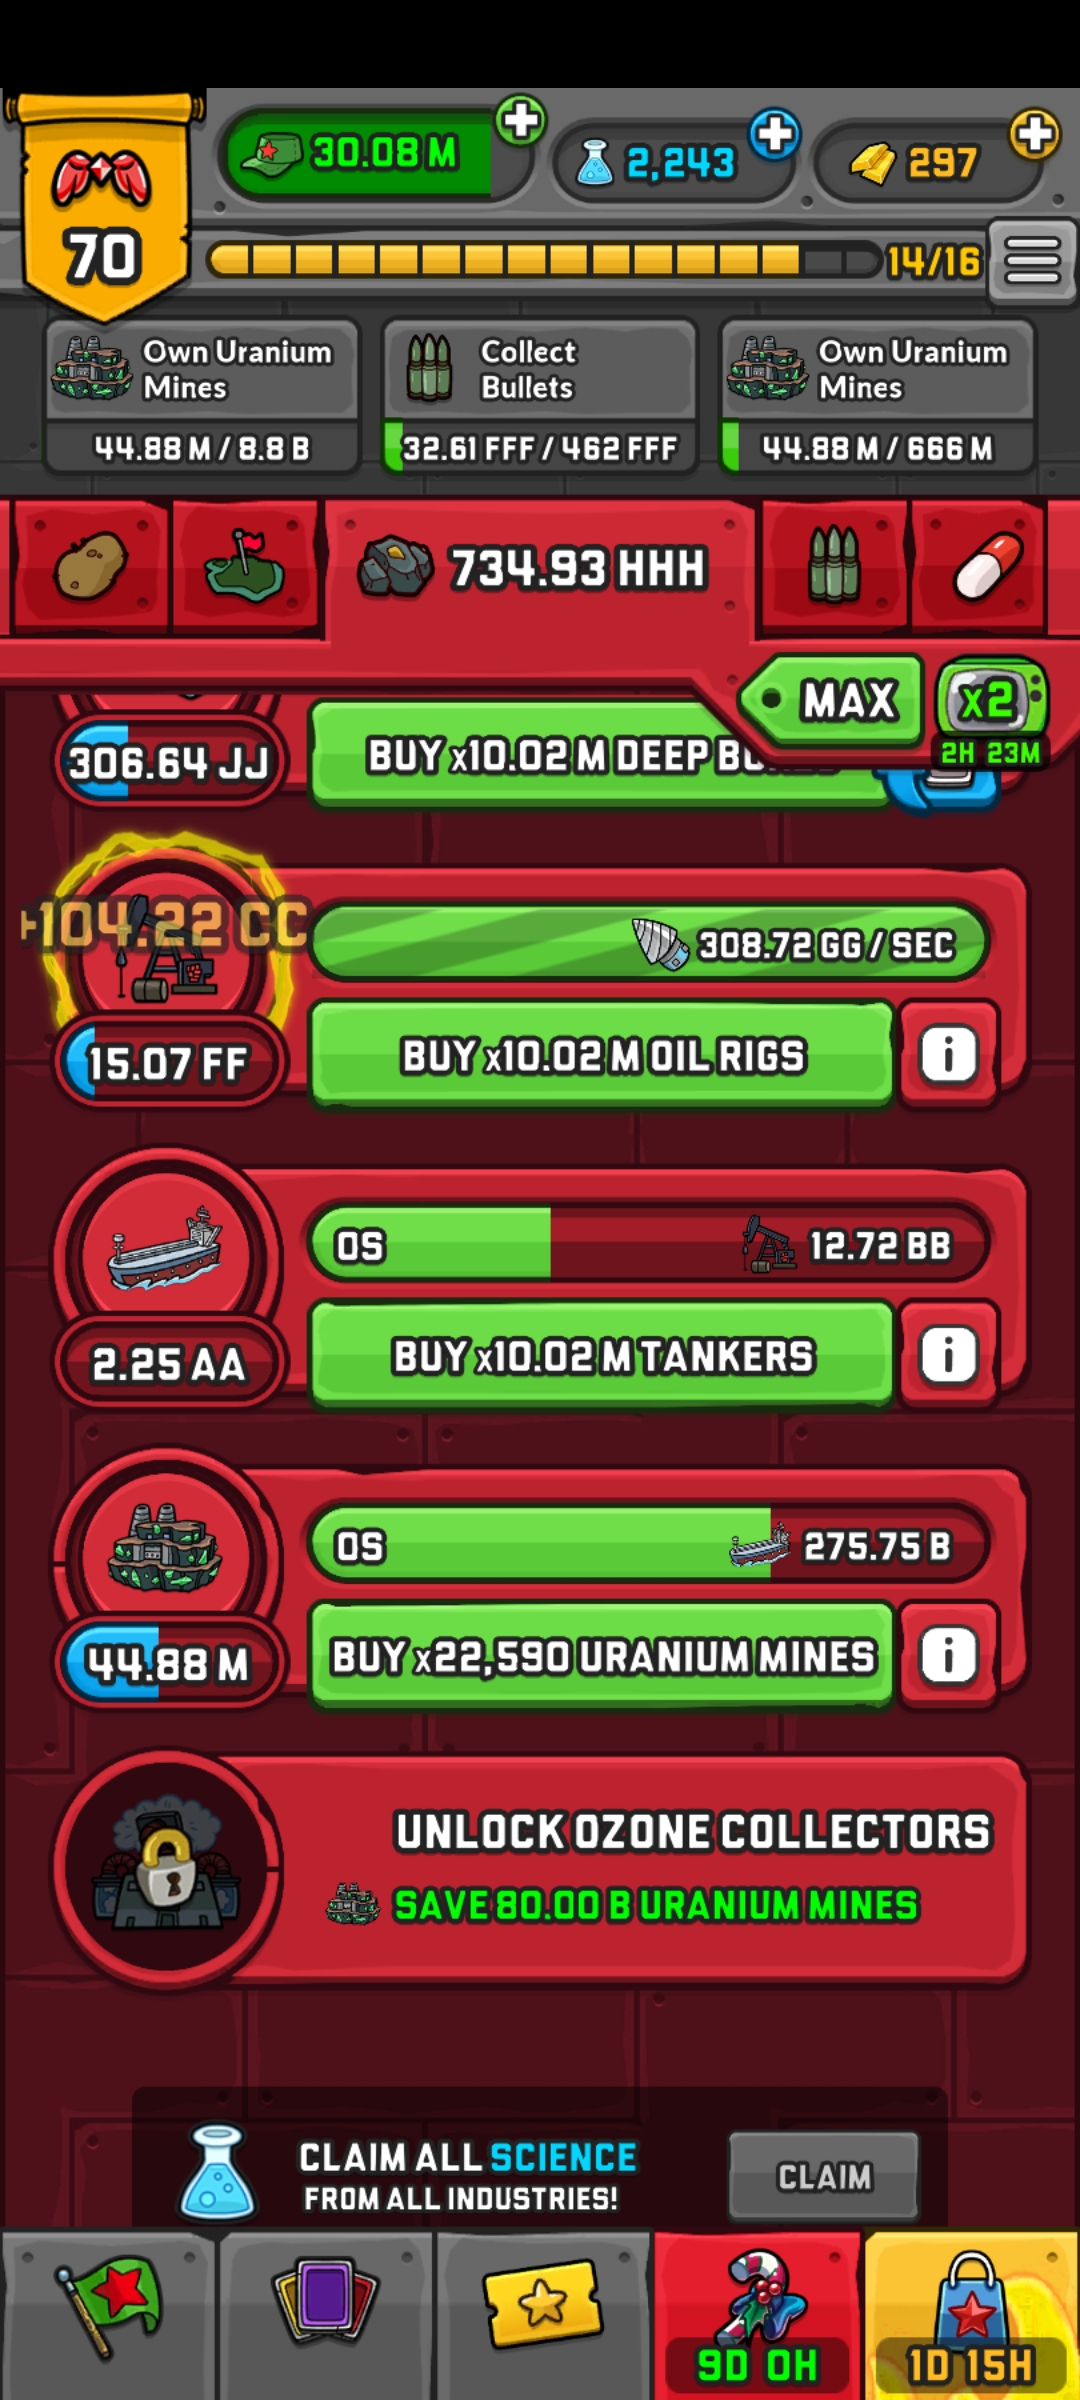 30.08 M
2,243
297
70
14/16
Own Uranium
Mines
44.88 M / 8.8 B
Collect
Bullets
32.61 FFF / 462 FFF
Own Uranium
Mines
44.88 M / 666 M
734.93 HHH
MAX
x2
2H 23M
306.64 JJ
BUY x10.02 M DEEP
+104.22 CC
308.72 GG / SEC
15.07 FF
BUY x10.02 M OIL RIGS
i
0S
12.72 BB
2.25 AA
BUY x10.02 M TANKERS
i
0S
275.75 B
44.88 M
BUY x22,590 URANIUM MINES
i
UNLOCK OZONE COLLECTORS
SAVE 80.00 B URANIUM MINES
CLAIM ALL SCIENCE
FROM ALL INDUSTRIES!
CLAIM
9D 0H
1D 15H